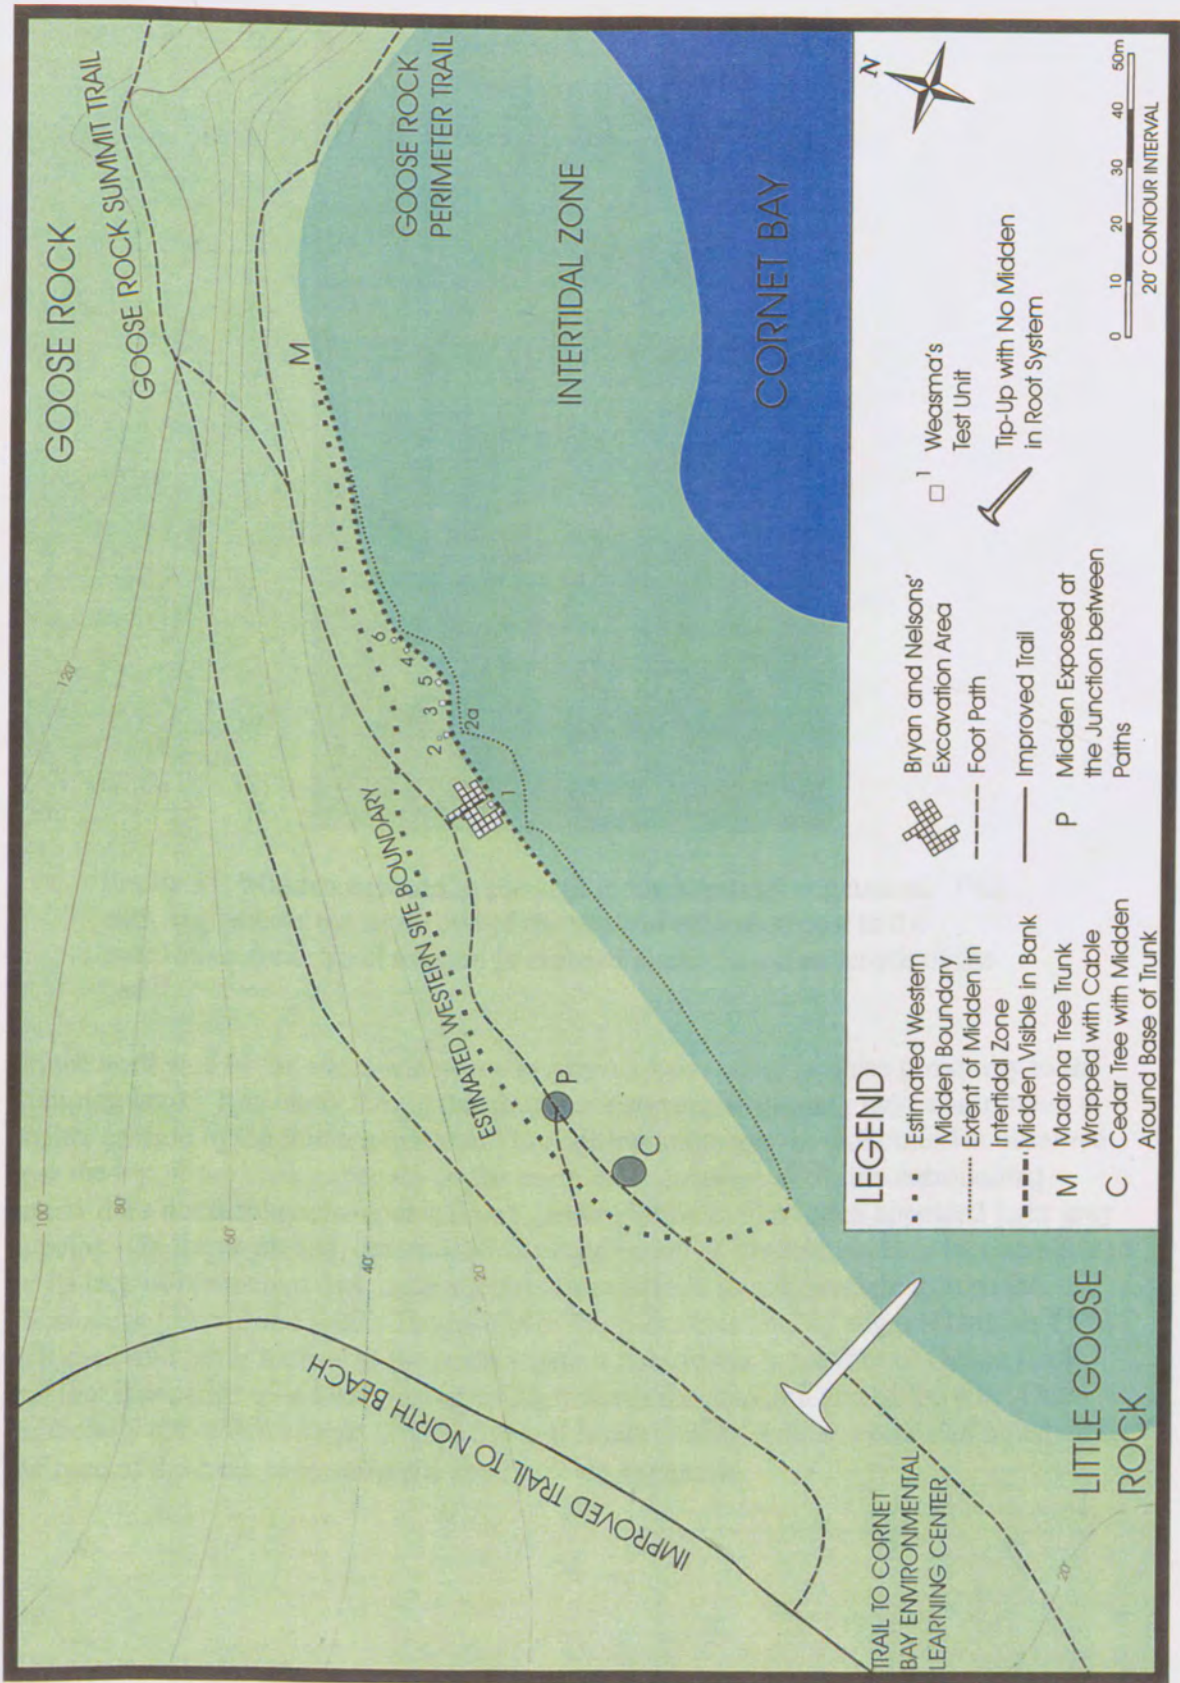 GOOSE ROCK
GOOSE ROCK SUMMIT TRAIL
GOOSE ROCK
PERIMETER TRAIL
120'
100'
80'
60'
40'
20'
M
INTERTIDAL ZONE
CORNET BAY
6
4
5
3
2
2a
1
ESTIMATED WESTERN SITE BOUNDARY
P
C
IMPROVED TRAIL TO NORTH BEACH
TRAIL TO CORNET
BAY ENVIRONMENTAL
LEARNING CENTER
LITTLE GOOSE
ROCK
20'
LEGEND
Estimated Western
Midden Boundary
Extent of Midden in
Intertidal Zone
Midden Visible in Bank
M Madrona Tree Trunk
Wrapped with Cable
C Cedar Tree with Midden
Around Base of Trunk
Bryan and Nelsons'
Excavation Area
Foot Path
Improved Trail
P Midden Exposed at
the Junction between
Paths
1 Weasma's
Test Unit
Tip-Up with No Midden
in Root System
N
0 10 20 30 40 50m
20' CONTOUR INTERVAL